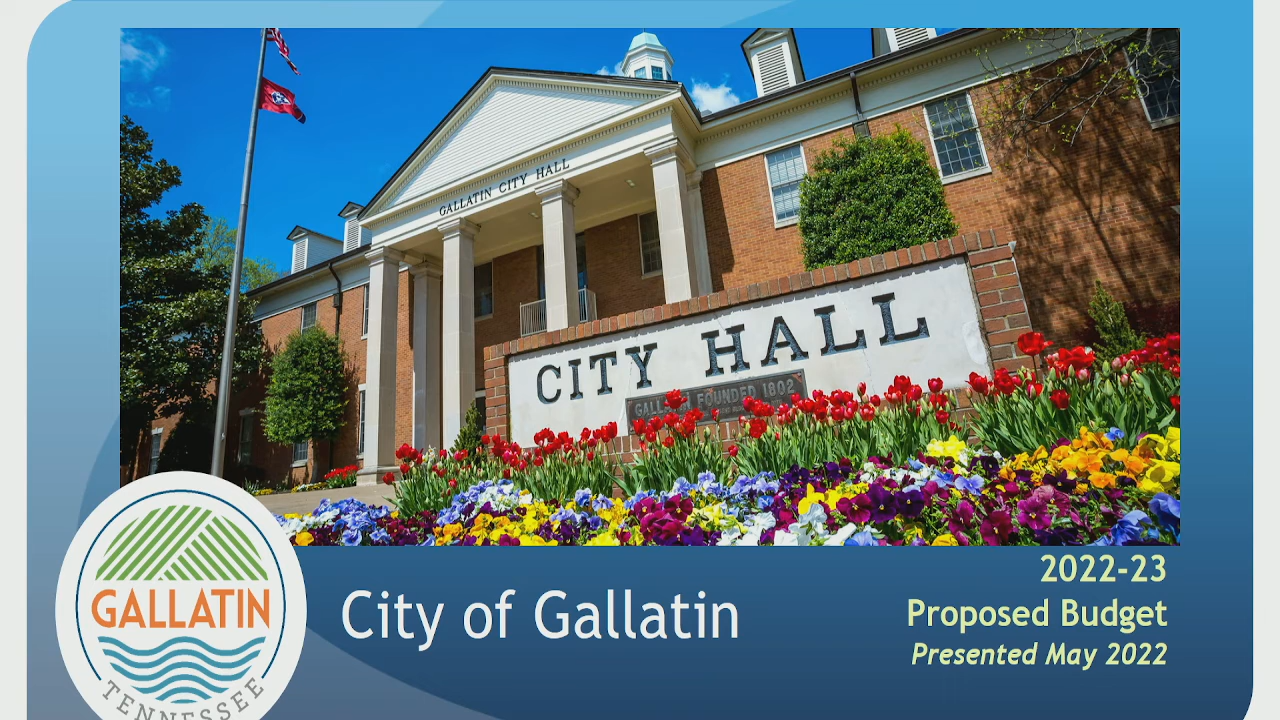 GALLATIN CITY HALL
CITY HALL
GALLATIN FOUNDED 1802
GALLATIN
TENNESSEE
City of Gallatin
2022-23
Proposed Budget
Presented May 2022